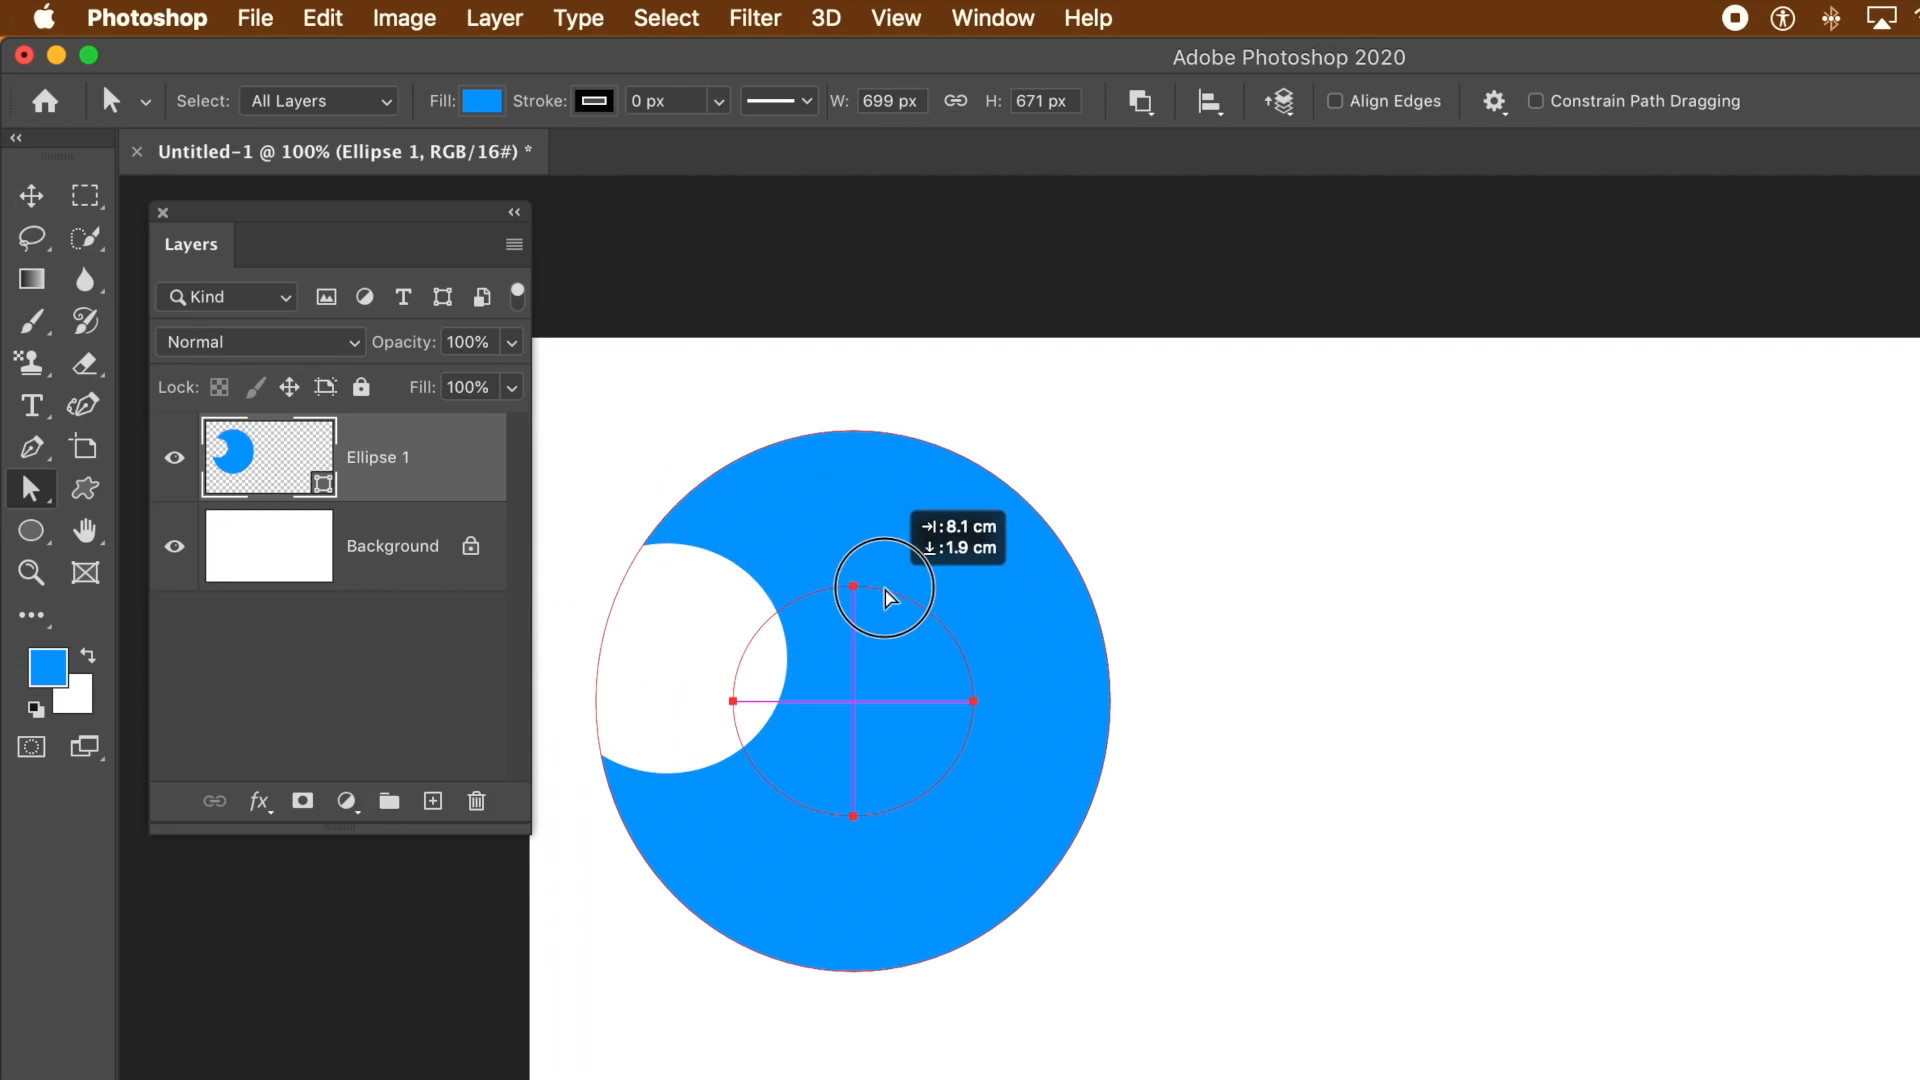 Photoshop File Edit Image Layer Type Select Filter 3D View Window Help
Adobe Photoshop 2020
Select: All Layers Fill: Stroke: 0 px W: 699 px H: 671 px Align Edges Constrain Path Dragging
Untitled-1 @ 100% (Ellipse 1, RGB/16#) *
Layers
Kind
Normal Opacity: 100%
Lock: Fill: 100%
Ellipse 1
Background
→|: 8.1 cm
↓: 1.9 cm